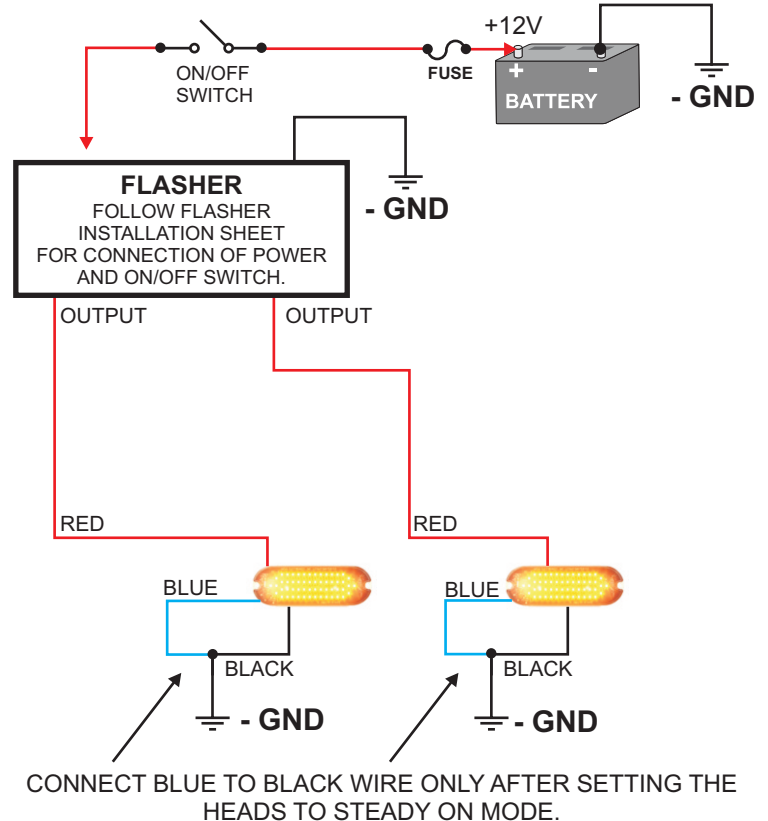 +12V
ON/OFF
SWITCH
FUSE
+ -
BATTERY
- GND
FLASHER
FOLLOW FLASHER
INSTALLATION SHEET
FOR CONNECTION OF POWER
AND ON/OFF SWITCH.
- GND
OUTPUT
OUTPUT
RED
RED
BLUE
BLUE
BLACK
BLACK
- GND
- GND
CONNECT BLUE TO BLACK WIRE ONLY AFTER SETTING THE
HEADS TO STEADY ON MODE.